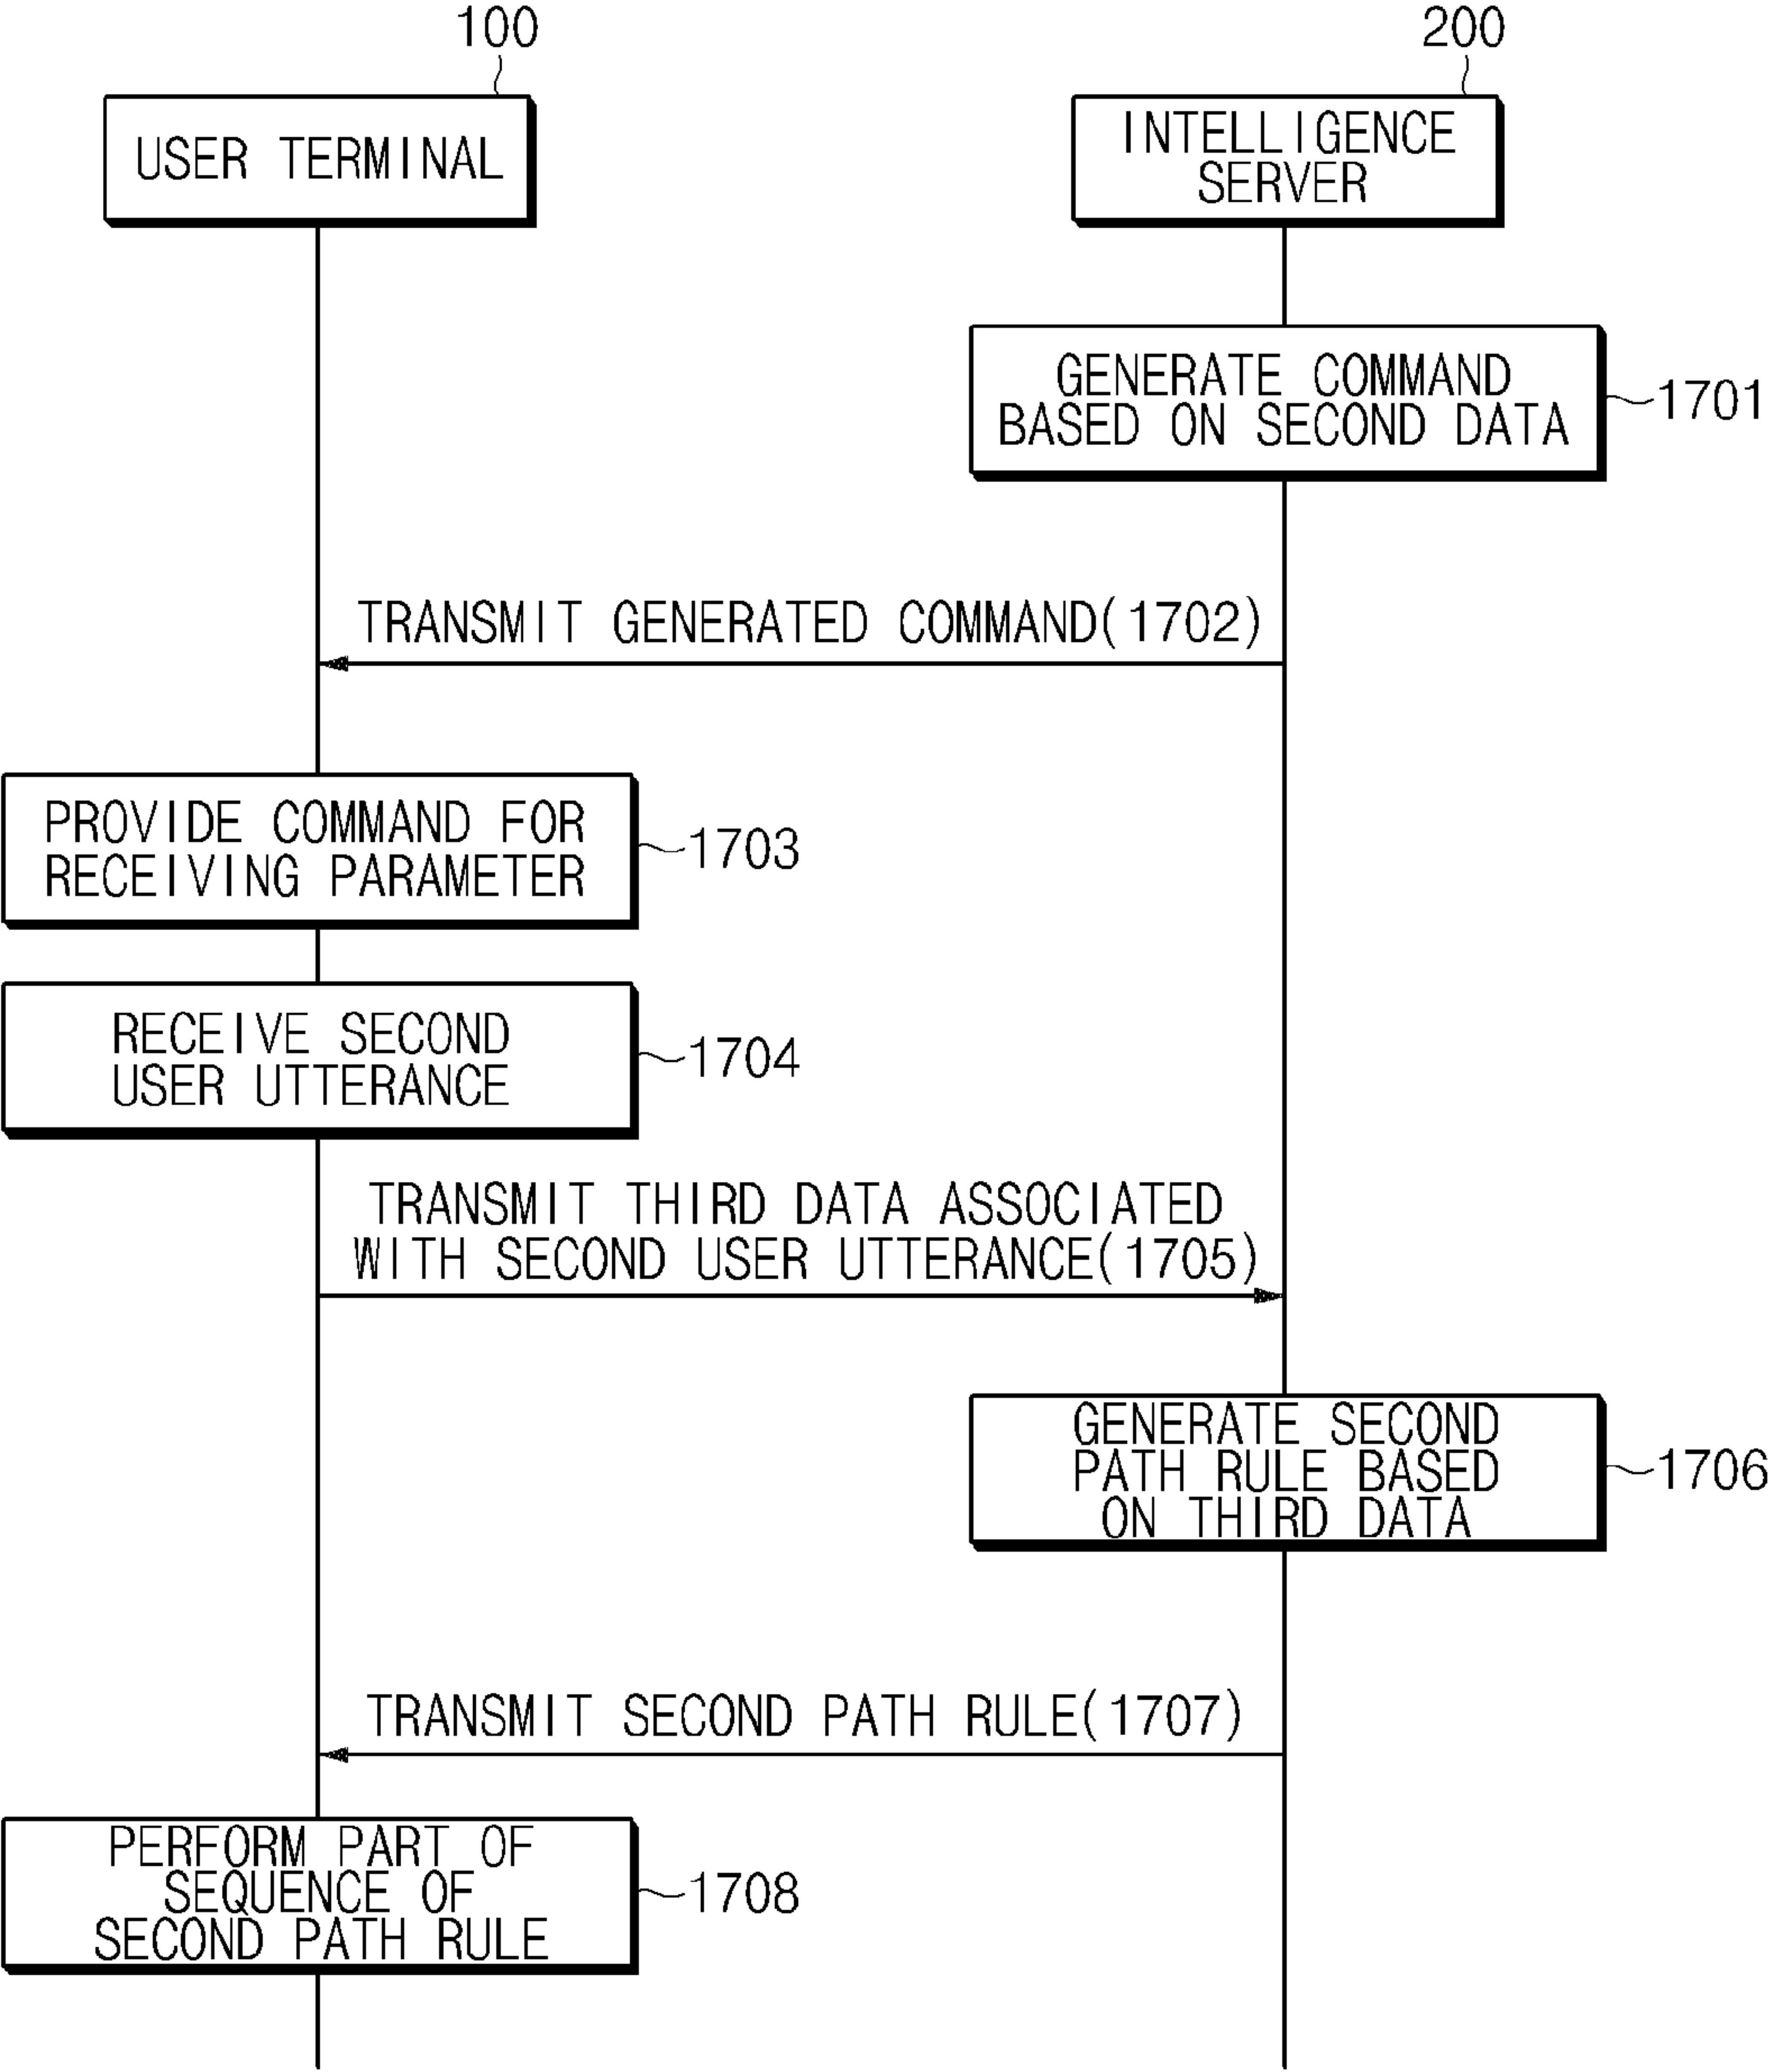 100
200
USER TERMINAL
INTELLIGENCE
SERVER
GENERATE COMMAND
BASED ON SECOND DATA
1701
TRANSMIT GENERATED COMMAND(1702)
PROVIDE COMMAND FOR
RECEIVING PARAMETER
1703
RECEIVE SECOND
USER UTTERANCE
1704
TRANSMIT THIRD DATA ASSOCIATED
WITH SECOND USER UTTERANCE(1705)
GENERATE SECOND
PATH RULE BASED
ON THIRD DATA
1706
TRANSMIT SECOND PATH RULE(1707)
PERFORM PART OF
SEQUENCE OF
SECOND PATH RULE
1708